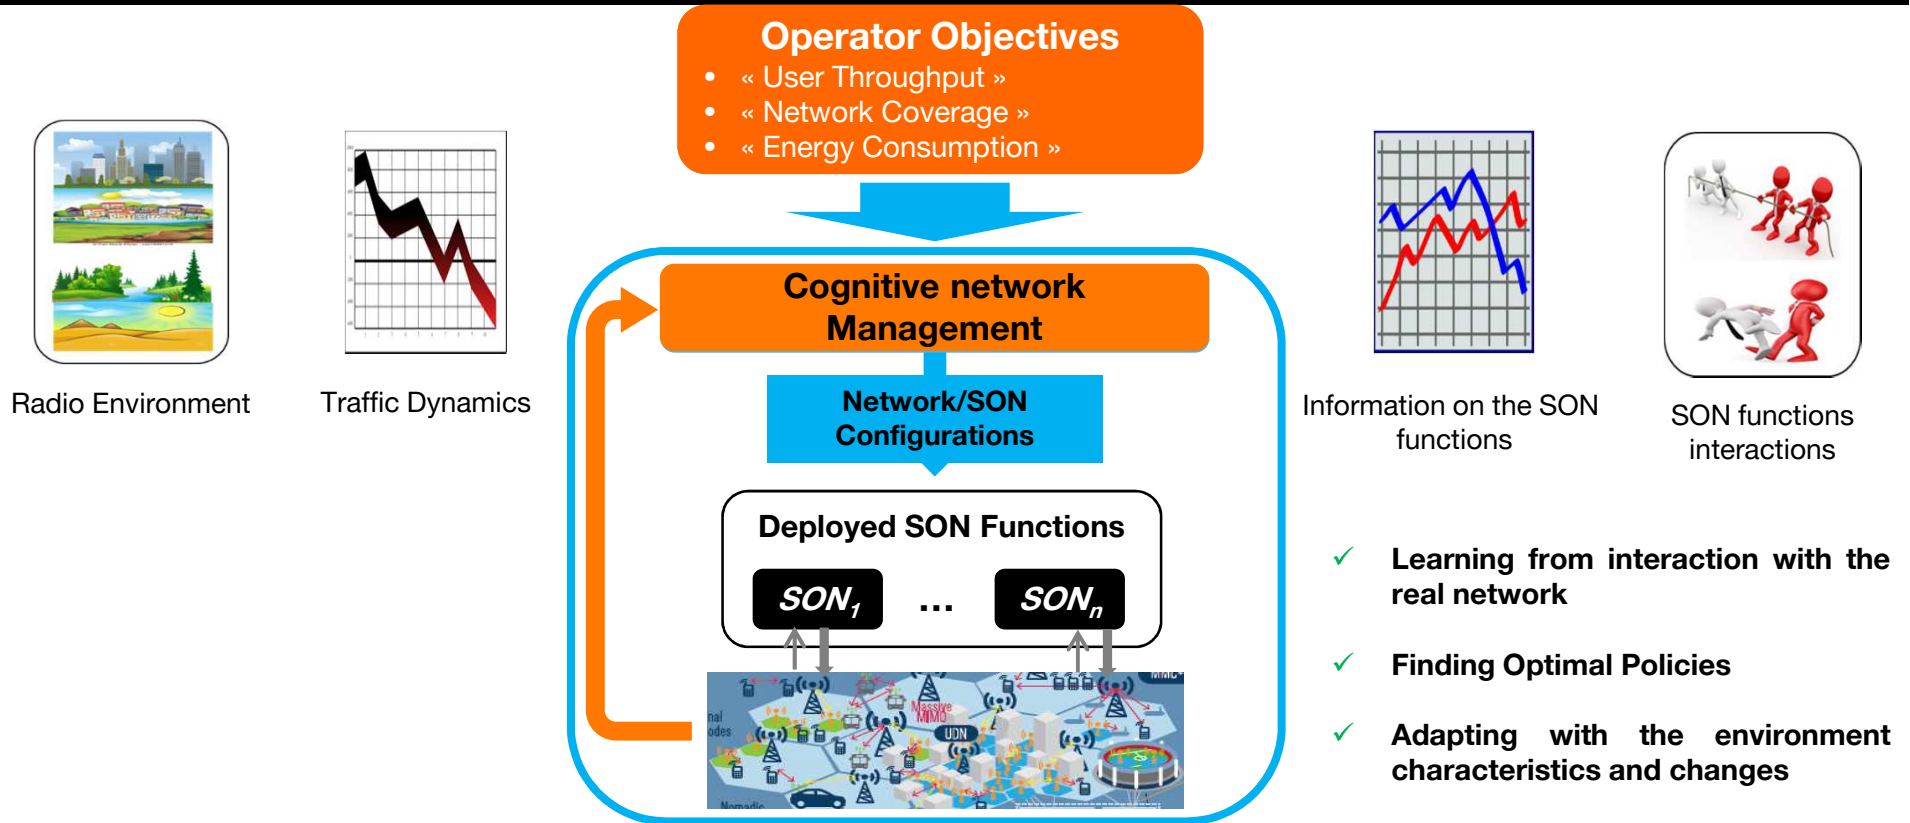 Operator Objectives
• « User Throughput »
• « Network Coverage »
• « Energy Consumption »
Radio Environment
Traffic Dynamics
Cognitive network
Management
Network/SON
Configurations
Deployed SON Functions
SON1 ... SONn
MMC
Massive
MIMO
UDN
Nomadic
Information on the SON
functions
SON functions
interactions
✓ Learning from interaction with the
real network
✓ Finding Optimal Policies
✓ Adapting with the environment
characteristics and changes